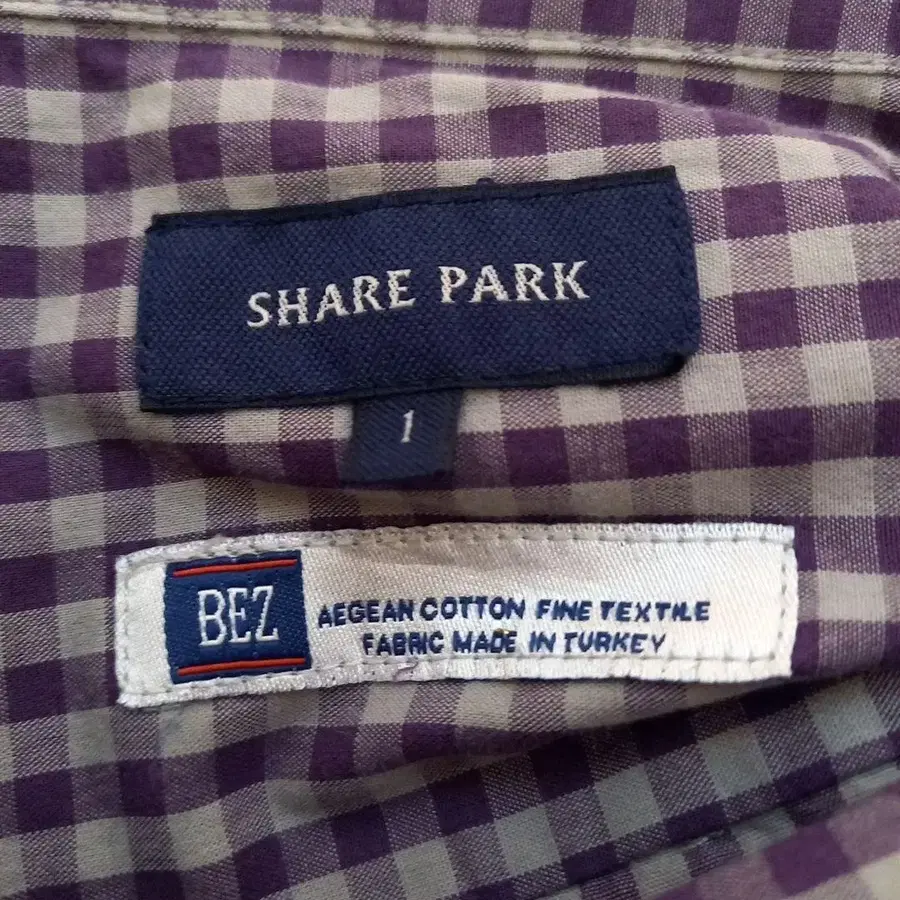 SHARE PARK
1
BEZ
AEGEAN COTTON FINE TEXTILE
FABRIC MADE IN TURKEY